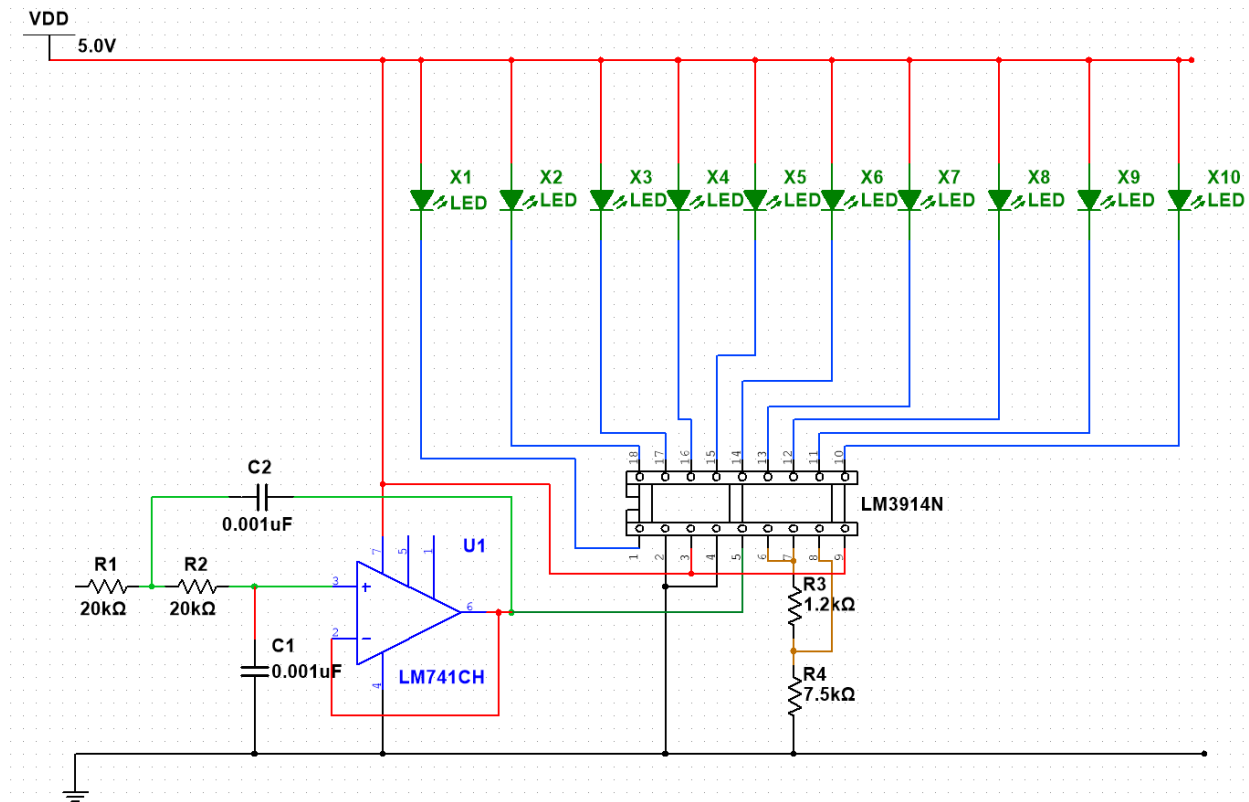 VDD
5.0V
X1
LED
X2
LED
X3
LED
X4
LED
X5
LED
X6
LED
X7
LED
X8
LED
X9
LED
X10
LED
18
17
16
15
14
13
12
11
10
LM3914N
1
2
3
4
5
6
7
8
9
C2
0.001uF
R1
20kΩ
R2
20kΩ
C1
0.001uF
U1
7
5
1
3
+
2
−
6
4
LM741CH
R3
1.2kΩ
R4
7.5kΩ